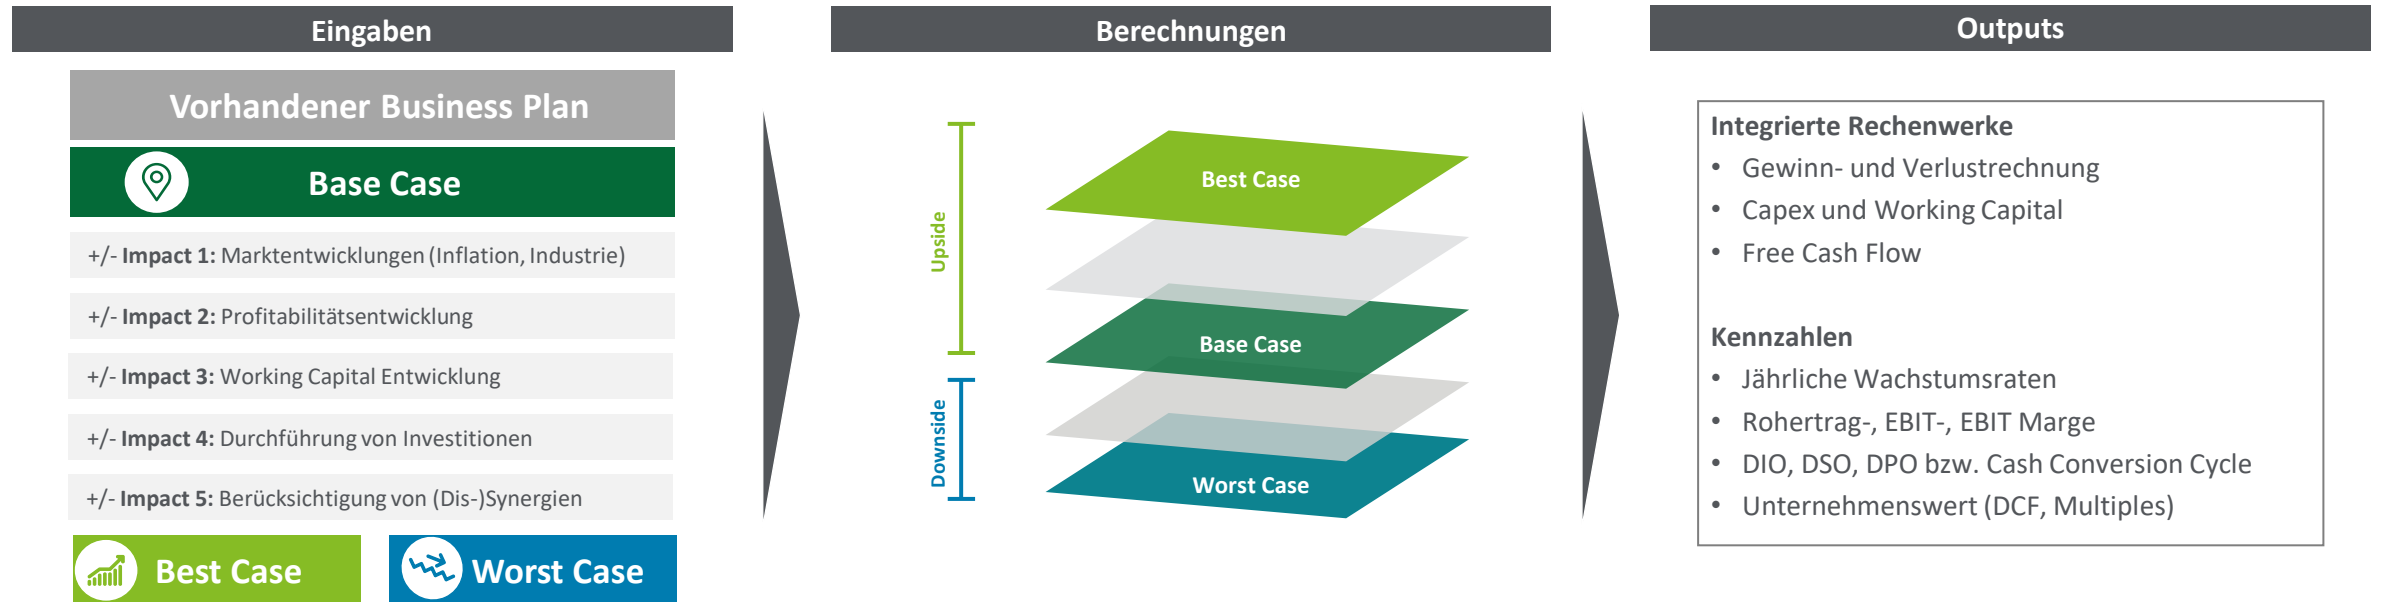 Eingaben
Vorhandener Business Plan
Base Case
+/- Impact 1: Marktentwicklungen (Inflation, Industrie)
+/- Impact 2: Profitabilitätsentwicklung
+/- Impact 3: Working Capital Entwicklung
+/- Impact 4: Durchführung von Investitionen
+/- Impact 5: Berücksichtigung von (Dis-)Synergien
Best Case
Worst Case
Berechnungen
Upside
Downside
Best Case
Base Case
Worst Case
Outputs
Integrierte Rechenwerke
• Gewinn- und Verlustrechnung
• Capex und Working Capital
• Free Cash Flow
Kennzahlen
• Jährliche Wachstumsraten
• Rohertrag-, EBIT-, EBIT Marge
• DIO, DSO, DPO bzw. Cash Conversion Cycle
• Unternehmenswert (DCF, Multiples)